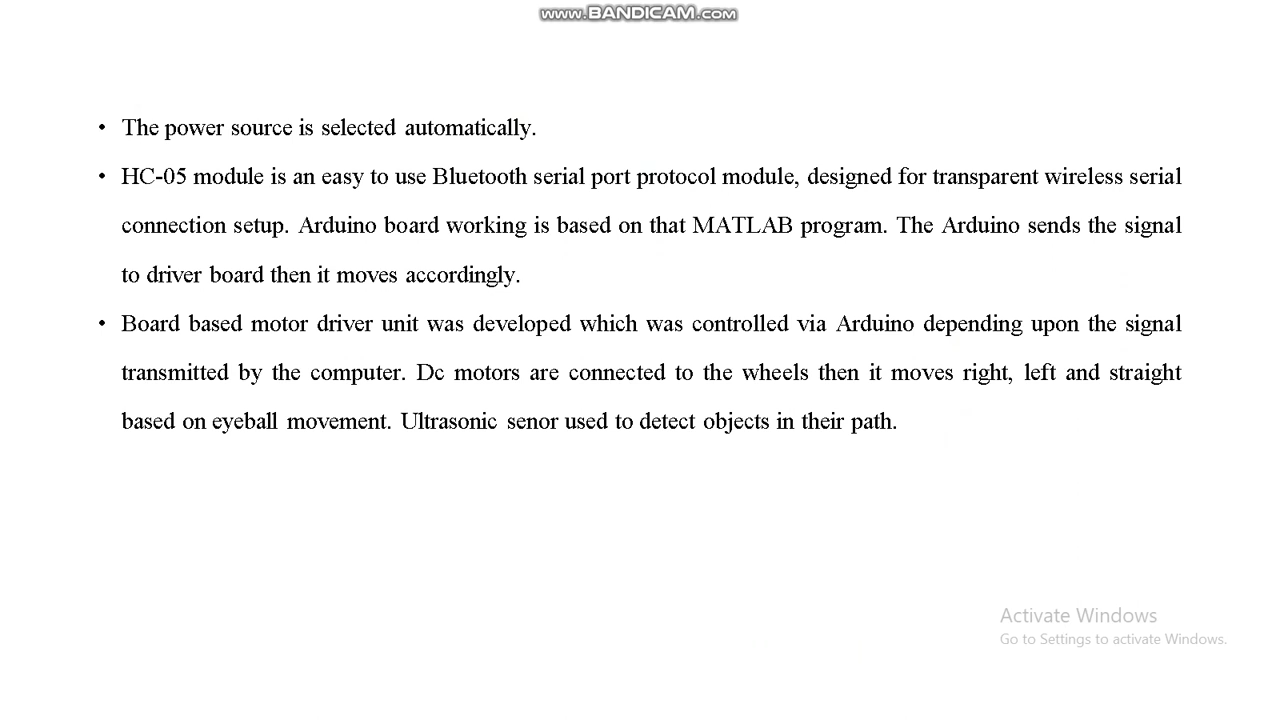 www.BANDICAM.com
• The power source is selected automatically.
• HC-05 module is an easy to use Bluetooth serial port protocol module, designed for transparent wireless serial
connection setup. Arduino board working is based on that MATLAB program. The Arduino sends the signal
to driver board then it moves accordingly.
• Board based motor driver unit was developed which was controlled via Arduino depending upon the signal
transmitted by the computer. Dc motors are connected to the wheels then it moves right, left and straight
based on eyeball movement. Ultrasonic senor used to detect objects in their path.
Activate Windows
Go to Settings to activate Windows.